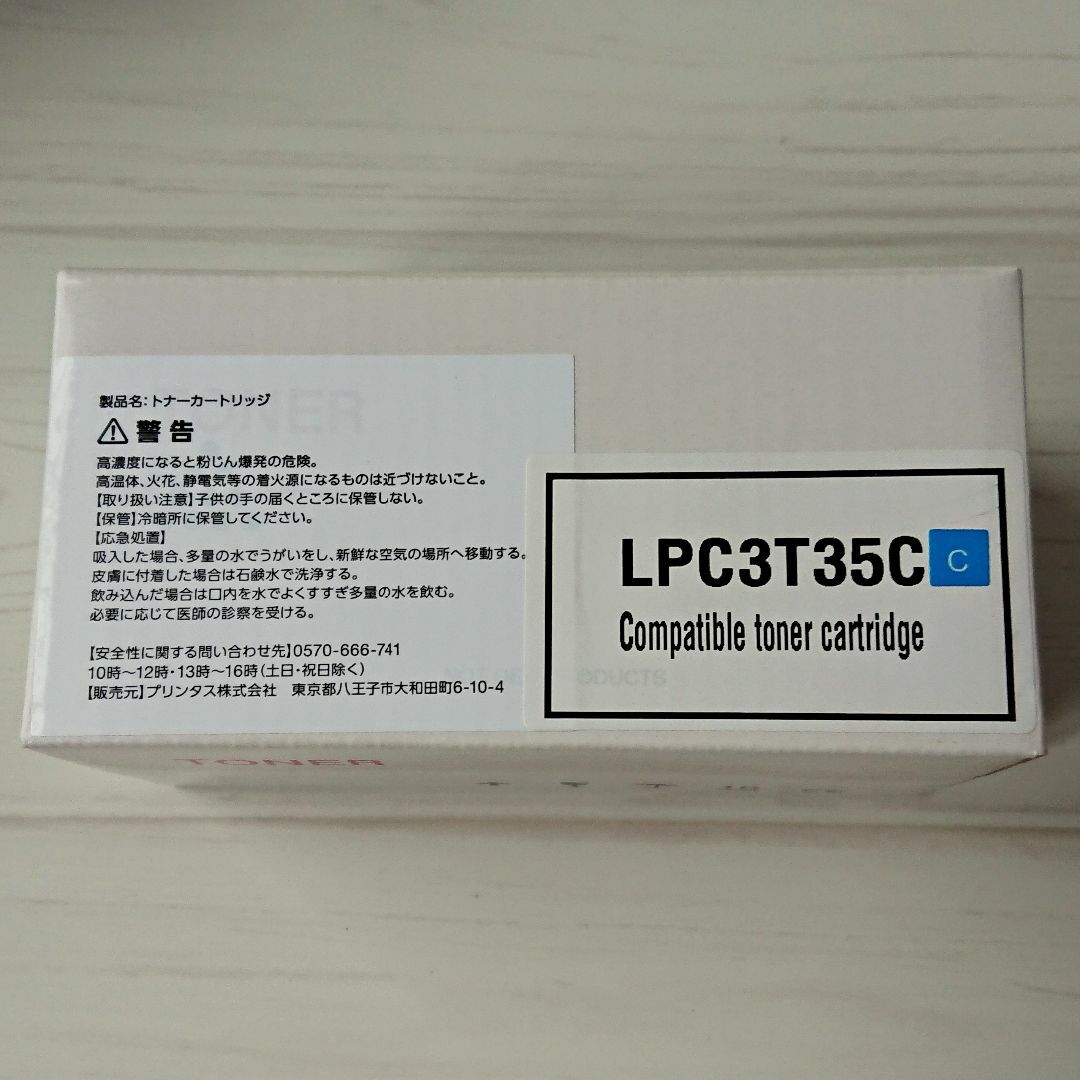 製品名:トナーカートリッジ
警告
高濃度になると粉じん爆発の危険。
高温体、火花、静電気等の着火源になるものは近づけないこと。
【取り扱い注意】子供の手の届くところに保管しない。
【保管】冷暗所に保管してください。
【応急処置】
吸入した場合、多量の水でうがいをし、新鮮な空気の場所へ移動する。
皮膚に付着した場合は石鹸水で洗浄する。
飲み込んだ場合は口内を水でよくすすぎ多量の水を飲む。
必要に応じて医師の診察を受ける。
【安全性に関する問い合わせ先】0570-666-741
10時～12時・13時～16時(土日・祝日除く)
【販売元】プリンタス株式会社 東京都八王子市大和田町6-10-4
LPC3T35C C
Compatible toner cartridge
TONER
TONER